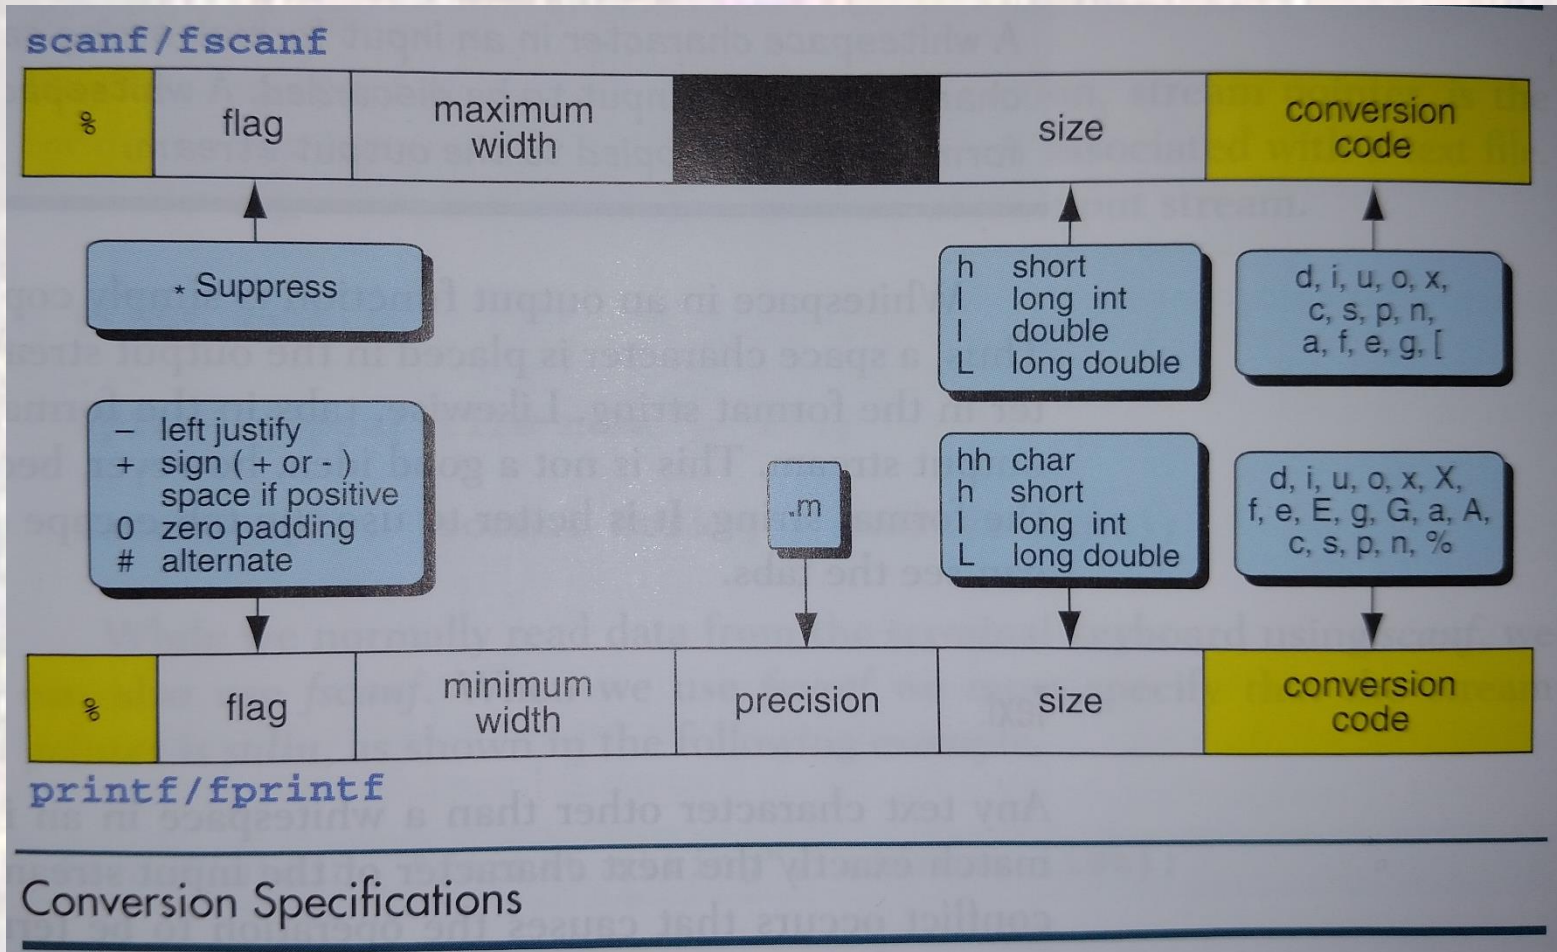 scanf/fscanf
% flag maximum width size conversion code
* Suppress
h short
l long int
l double
L long double
d, i, u, o, x,
c, s, p, n,
a, f, e, g, [
– left justify
+ sign ( + or - )
space if positive
0 zero padding
# alternate
.m
hh char
h short
l long int
L long double
d, i, u, o, x, X,
f, e, E, g, G, a, A,
c, s, p, n, %
% flag minimum width precision size conversion code
printf/fprintf
Conversion Specifications